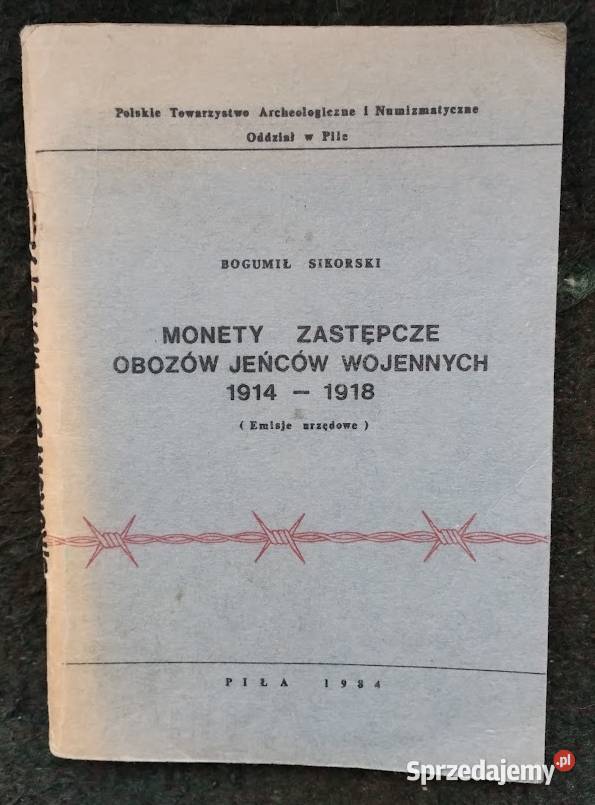 Polskie Towarzystwo Archeologiczne i Numizmatyczne
Oddział w Pile
BOGUMIŁ SIKORSKI
MONETY ZASTĘPCZE
OBOZÓW JEŃCÓW WOJENNYCH
1914 – 1918
( Emisje urzędowe )
PIŁA 1984
Sprzedajemy.pl